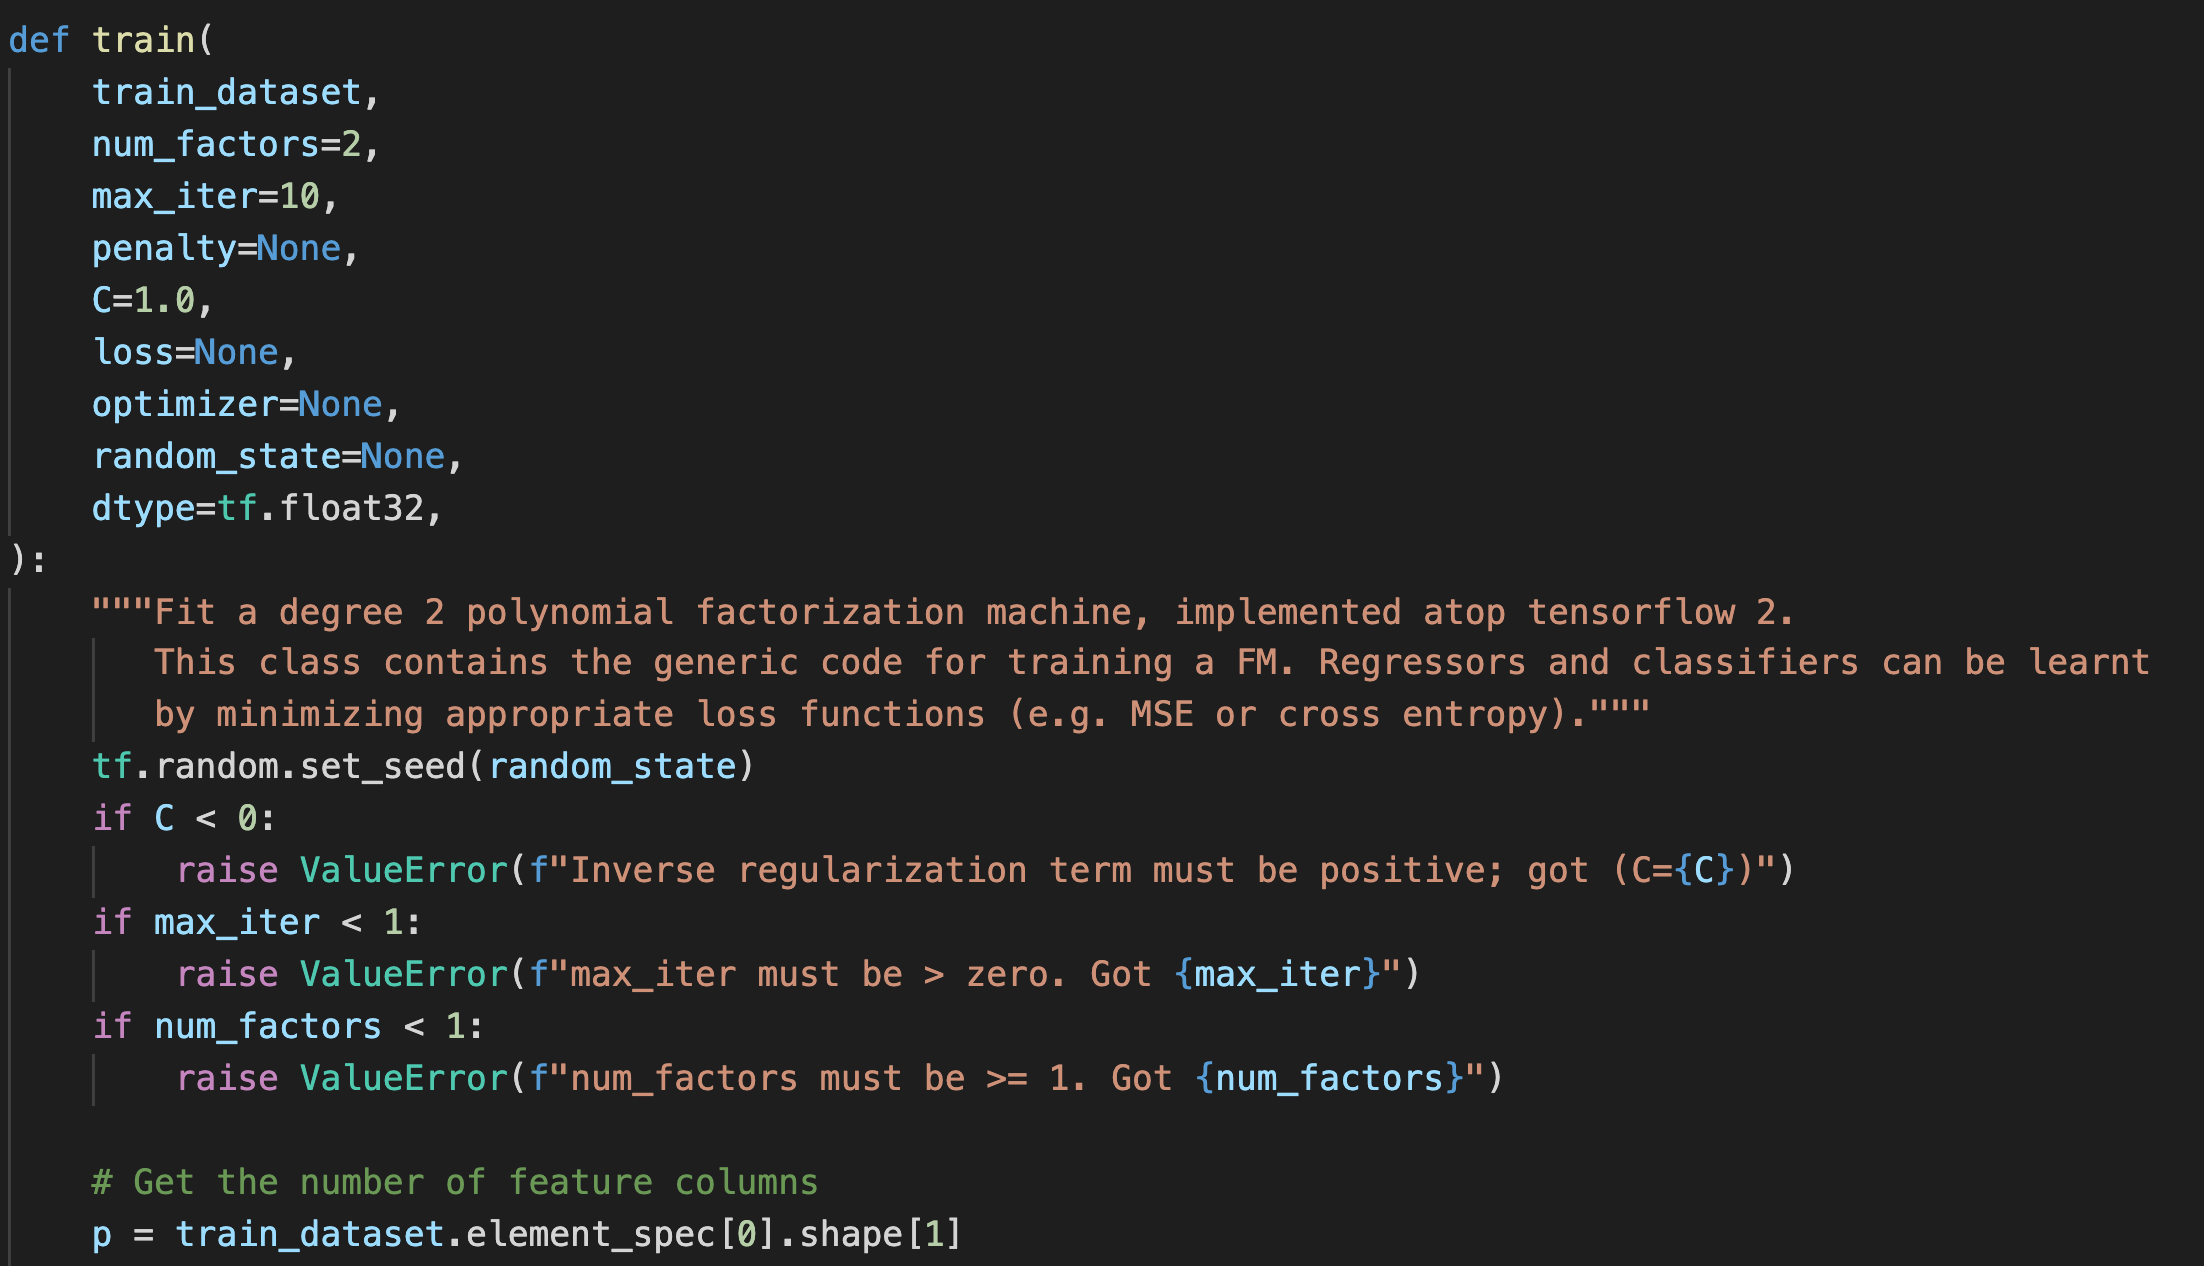 def train(
    train_dataset,
    num_factors=2,
    max_iter=10,
    penalty=None,
    C=1.0,
    loss=None,
    optimizer=None,
    random_state=None,
    dtype=tf.float32,
):
    """Fit a degree 2 polynomial factorization machine, implemented atop tensorflow 2.
       This class contains the generic code for training a FM. Regressors and classifiers can be learnt
       by minimizing appropriate loss functions (e.g. MSE or cross entropy)."""
    tf.random.set_seed(random_state)
    if C < 0:
        raise ValueError(f"Inverse regularization term must be positive; got (C={C})")
    if max_iter < 1:
        raise ValueError(f"max_iter must be > zero. Got {max_iter}")
    if num_factors < 1:
        raise ValueError(f"num_factors must be >= 1. Got {num_factors}")

    # Get the number of feature columns
    p = train_dataset.element_spec[0].shape[1]